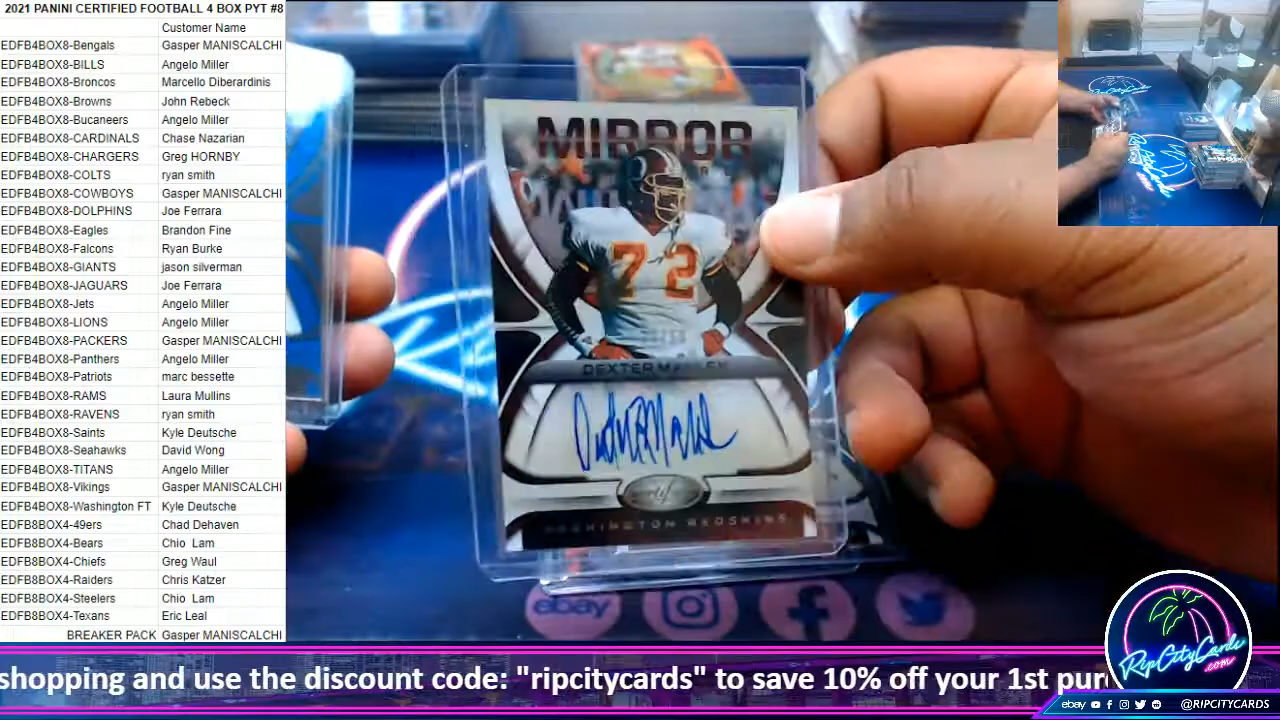 2021 PANINI CERTIFIED FOOTBALL 4 BOX PYT #8
Customer Name
EDFB4BOX8-Bengals Gasper MANISCALCHI
EDFB4BOX8-BILLS Angelo Miller
EDFB4BOX8-Broncos Marcello Diberardinis
EDFB4BOX8-Browns John Rebeck
EDFB4BOX8-Bucaneers Angelo Miller
EDFB4BOX8-CARDINALS Chase Nazarian
EDFB4BOX8-CHARGERS Greg HORNBY
EDFB4BOX8-COLTS ryan smith
EDFB4BOX8-COWBOYS Gasper MANISCALCHI
EDFB4BOX8-DOLPHINS Joe Ferrara
EDFB4BOX8-Eagles Brandon Fine
EDFB4BOX8-Falcons Ryan Burke
EDFB4BOX8-GIANTS jason silverman
EDFB4BOX8-JAGUARS Joe Ferrara
EDFB4BOX8-Jets Angelo Miller
EDFB4BOX8-LIONS Angelo Miller
EDFB4BOX8-PACKERS Gasper MANISCALCHI
EDFB4BOX8-Panthers Angelo Miller
EDFB4BOX8-Patriots marc bessette
EDFB4BOX8-RAMS Laura Mullins
EDFB4BOX8-RAVENS ryan smith
EDFB4BOX8-Saints Kyle Deutsche
EDFB4BOX8-Seahawks David Wong
EDFB4BOX8-TITANS Angelo Miller
EDFB4BOX8-Vikings Gasper MANISCALCHI
EDFB4BOX8-Washington FT Kyle Deutsche
EDFB8BOX4-49ers Chad Dehaven
EDFB8BOX4-Bears Chio Lam
EDFB8BOX4-Chiefs Greg Waul
EDFB8BOX4-Raiders Chris Katzer
EDFB8BOX4-Steelers Chio Lam
EDFB8BOX4-Texans Eric Leal
BREAKER PACK Gasper MANISCALCHI
MIRROR
72
DEXTER MANLEY
WASHINGTON REDSKINS
ebay
shopping and use the discount code: "ripcitycards" to save 10% off your 1st pur
RipCityCards
.com
ebay @RIPCITYCARDS